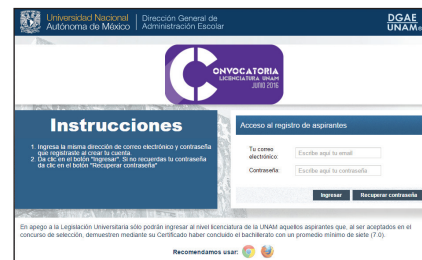 Universidad Nacional
Autónoma de México
Dirección General de
Administración Escolar
DGAE
UNAM
CONVOCATORIA
LICENCIATURA UNAM
JUNIO 2016
Instrucciones
1. Ingresa la misma dirección de correo electrónico y contraseña
que registraste al crear tu cuenta.
2. Da clic en el botón "Ingresar". Si no recuerdas tu contraseña
da clic en el botón "Recuperar contraseña"
Acceso al registro de aspirantes
Tu correo
electrónico:
Escribe aquí tu email
Contraseña:
Escribe aquí tu contraseña
Ingresar
Recuperar contraseña
En apego a la Legislación Universitaria sólo podrán ingresar al nivel licenciatura de la UNAM aquellos aspirantes que, al ser aceptados en el
concurso de selección, demuestren mediante su Certificado haber concluido el bachillerato con un promedio mínimo de siete (7.0).
Recomendamos usar: